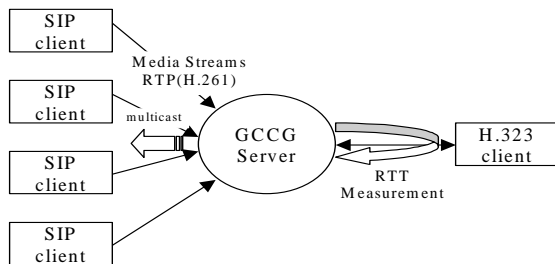 SIP
client
Media Streams
RTP(H.261)
SIP
client
multicast
GCCG
Server
H.323
client
SIP
client
RTT
Measurement
SIP
client